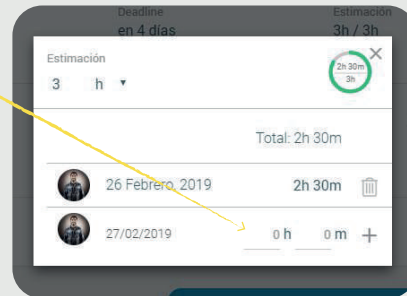 Deadline
Estimación
en 4 días
3h / 3h
Estimación
3 h
2h 30m
3h
Total: 2h 30m
26 Febrero, 2019
2h 30m
27/02/2019
0 h 0 m +